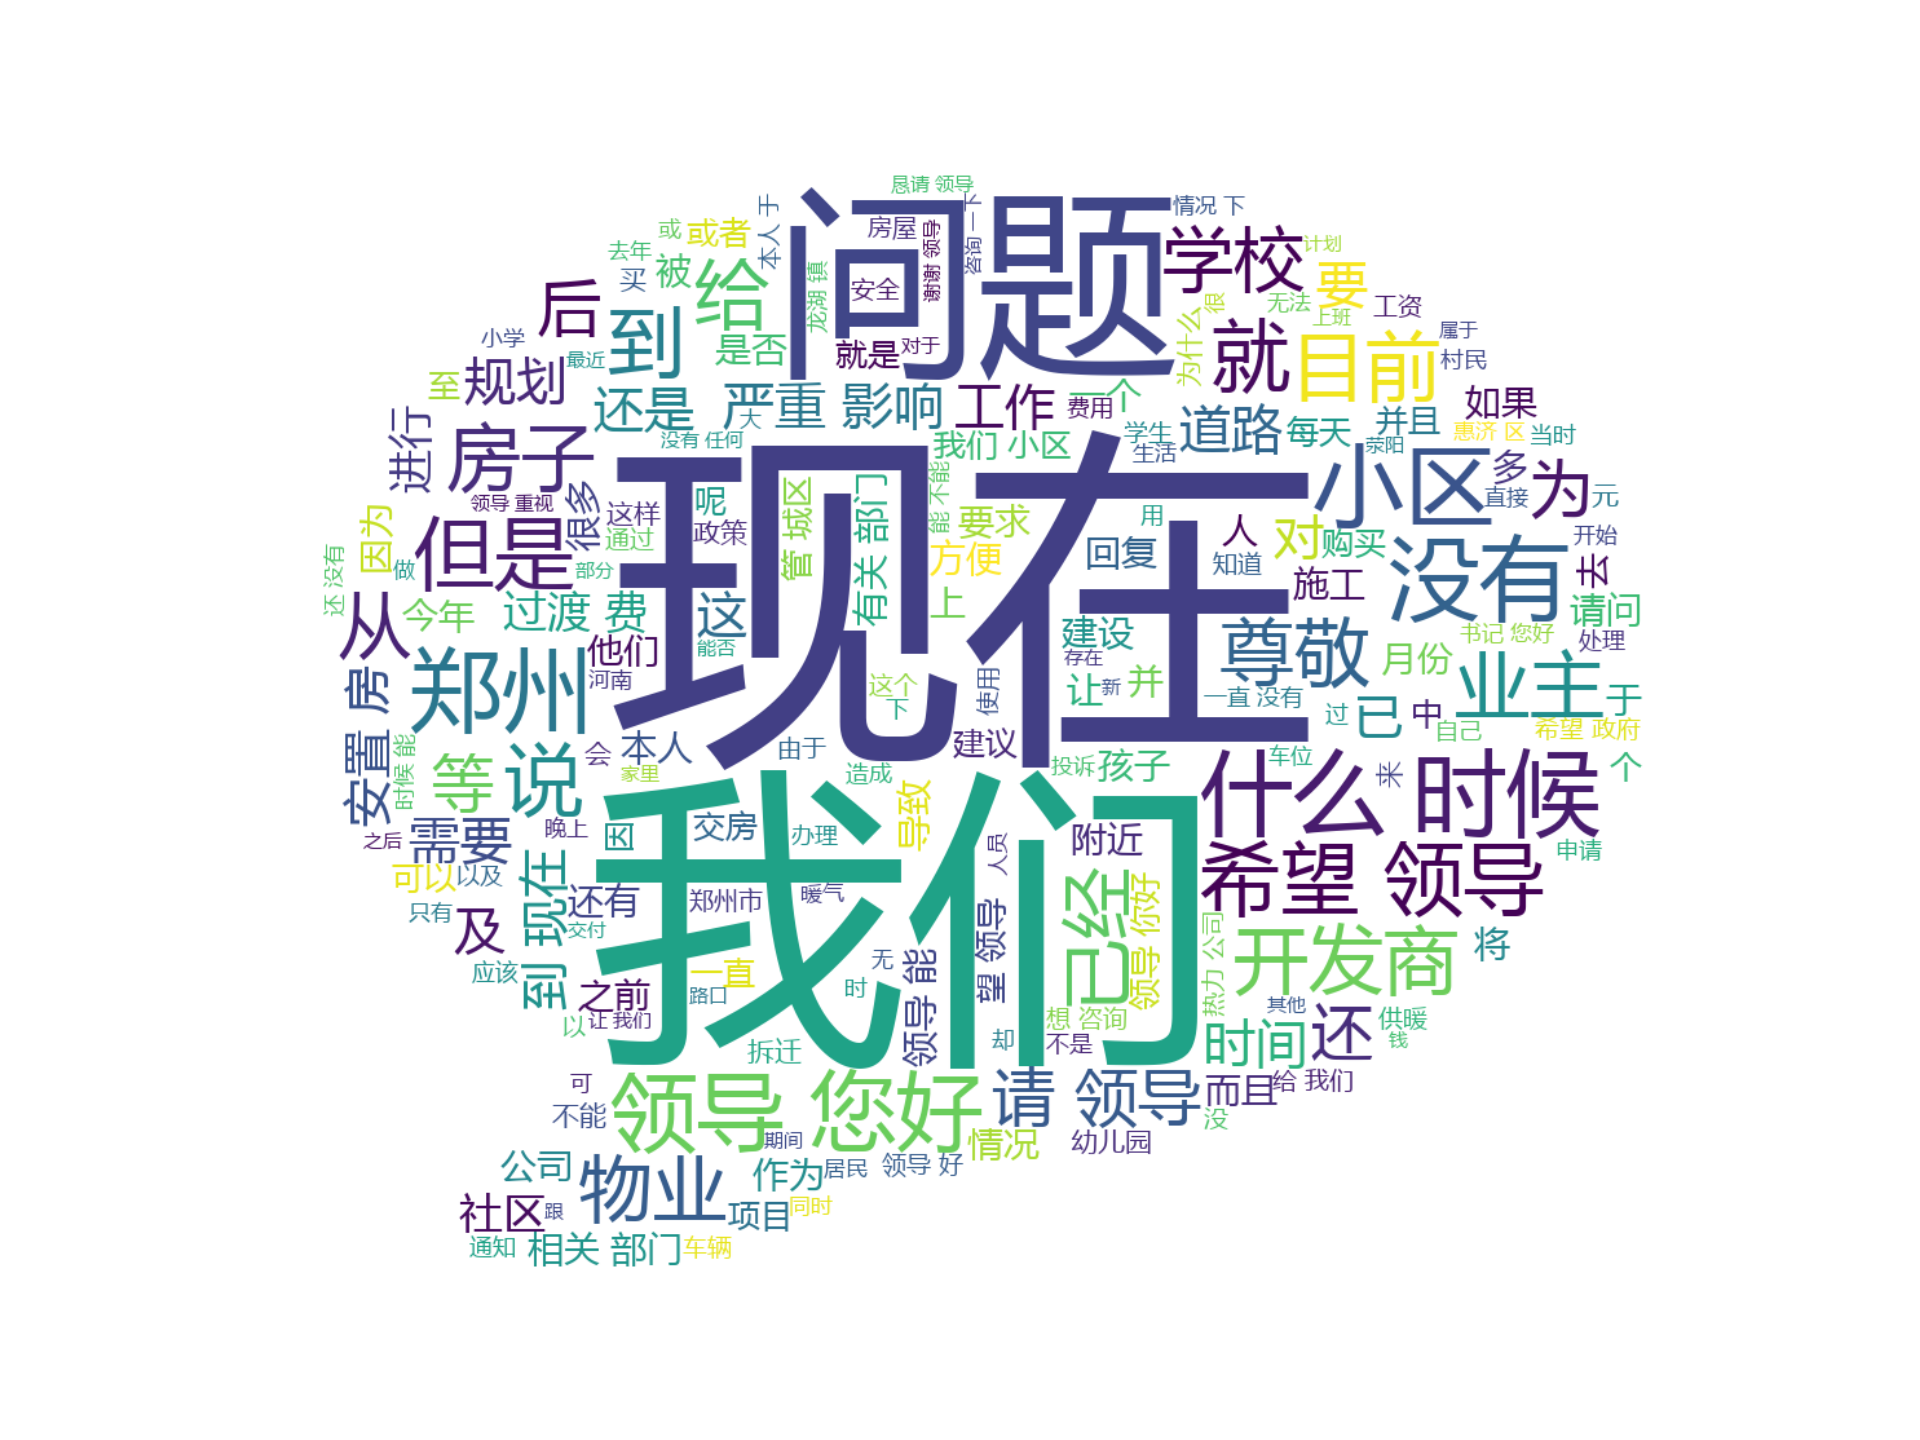 恳请 领导
问题
情况 下
本人 于
房屋
谢谢 领导
咨询 一下
学校
计划
或
或者
去年
被
给
买
安全
龙湖 镇
很
无法
要
工资
上班
后
到
小学
最近
是否
就是
对于
为什么
就
目前
属于
村民
至
规划
还是
严重 影响
大
工作
费用
一个
道路
每天
并且
如果
惠济 区
当时
进行
房子
没有 任何
我们 小区
学生
生活
荥阳
小区
多
直接
为
元
领导 重视
很多
这样
呢
政策
管 城区
有关 部门
能 不能
要求
用
人
对
购买
开始
因为
但是
通过
现在
方便
回复
知道
没有
去
还 没有
做
部分
上
施工
请问
从
今年
过渡 费
这
建设
尊敬
书记 您好
处理
郑州
他们
能否
存在
月份
业主
河南
这个
下
使用
让
新
并
一直 没有
过
已
中
自己
于
希望 政府
安置 房
时候 能
等
说
会
本人
由于
建议
家里
造成
投诉
孩子
车位
来
个
什么 时候
我们
之后
需要
晚上
因
交房
办理
导致
人员
附近
申请
可以
以及
到 现在
还有
郑州市
暖气
已经
领导 你好
希望 领导
只有
及
交付
领导 能
望 领导
热力 公司
开发商
将
应该
之前
一直
路口
无
时
其他
以
让 我们
想 咨询
却
不是
时间
还
供暖
钱
拆迁
可
不能
领导 您好
请 领导
而且
给 我们
没
期间
情况
幼儿园
公司
物业
作为
居民
领导 好
社区
跟
项目
同时
通知
相关 部门
车辆